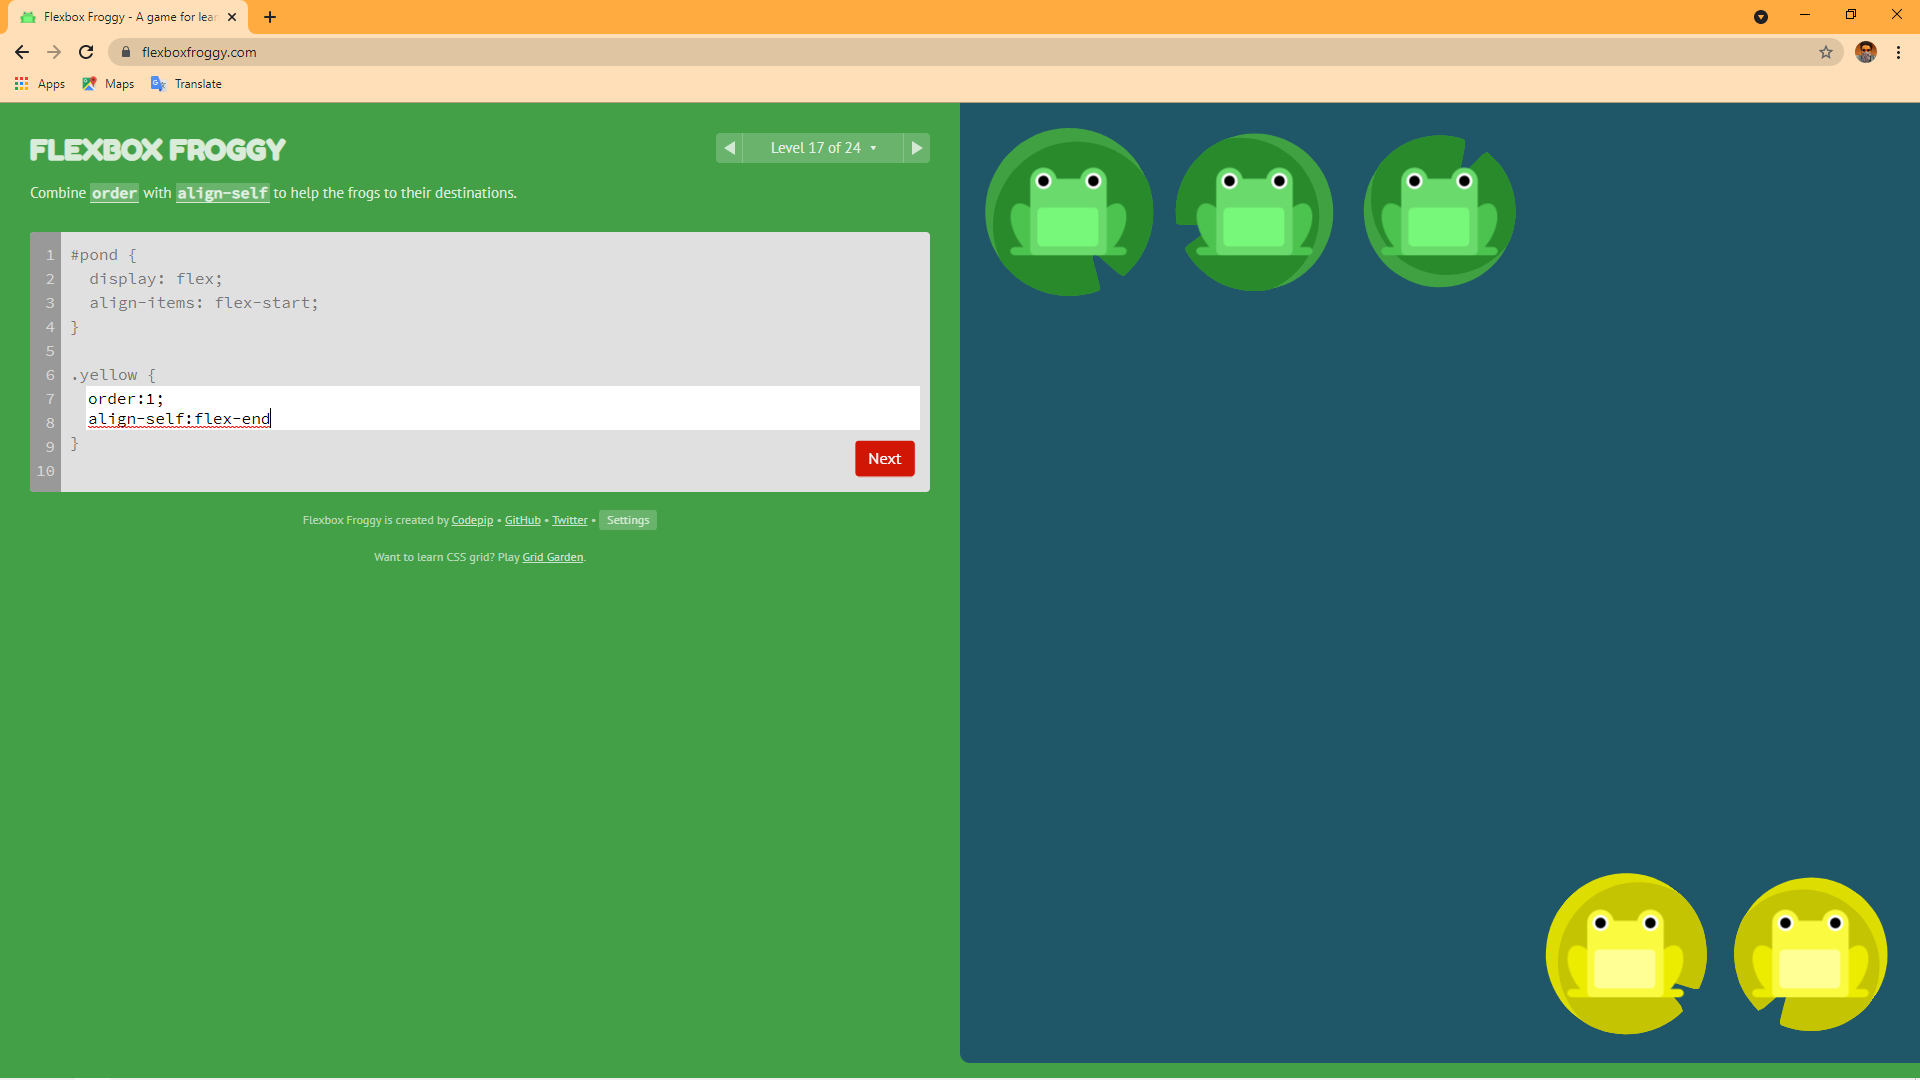 Flexbox Froggy - A game for lear
flexboxfroggy.com
Apps Maps Translate
FLEXBOX FROGGY
Level 17 of 24
Combine order with align-self to help the frogs to their destinations.
1 #pond {
2 display: flex;
3 align-items: flex-start;
4 }
5
6 .yellow {
7 order:1;
8 align-self:flex-end
9 }
10
Next
Flexbox Froggy is created by Codepip • GitHub • Twitter • Settings
Want to learn CSS grid? Play Grid Garden.